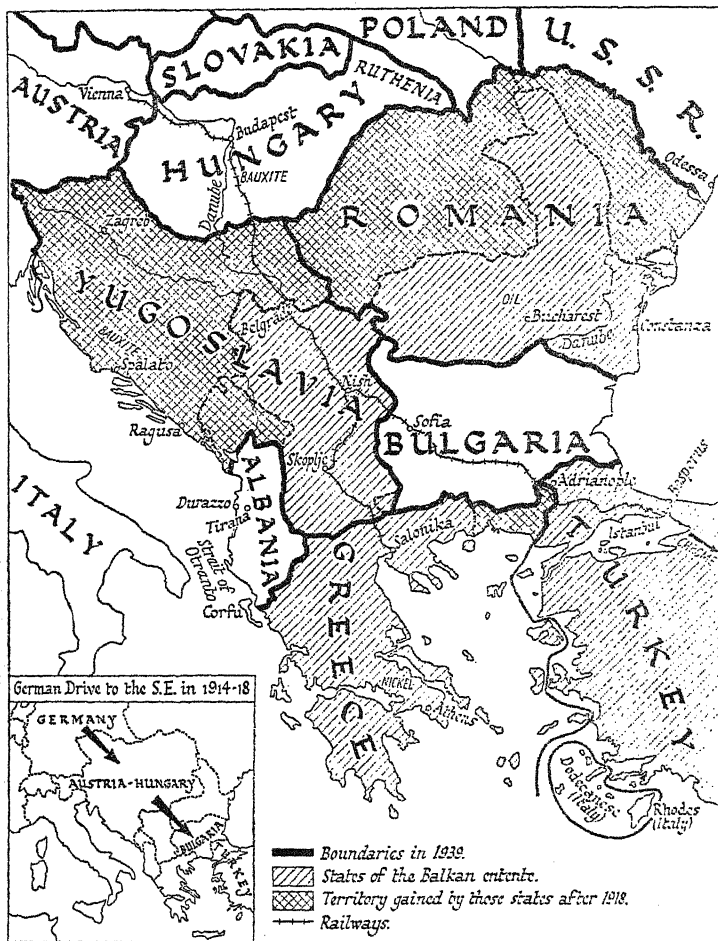 POLAND
U. S. S. R.
SLOVAKIA
RUTHENIA
AUSTRIA
Vienna
Budapest
HUNGARY
BAUXITE
Danube
Odessa
ROMANIA
Zagreb
YUGOSLAVIA
OIL
Bucharest
Constanza
Danube
Belgrade
BAUXITE
Spalato
Nish
Sofia
BULGARIA
Ragusa
Skoplje
ALBANIA
Adrianople
Bosporus
ITALY
Durazzo
Tirana
Salonika
Istanbul
TURKEY
Strait of
Otranto
Corfu
GREECE
NICKEL
Athens
Dodecanese
(Italy)
Rhodes
(Italy)
German Drive to the S.E. in 1914-18
GERMANY
AUSTRIA-HUNGARY
BULGARIA
TURKEY
Boundaries in 1939.
States of the Balkan entente.
Territory gained by these states after 1918.
Railways.